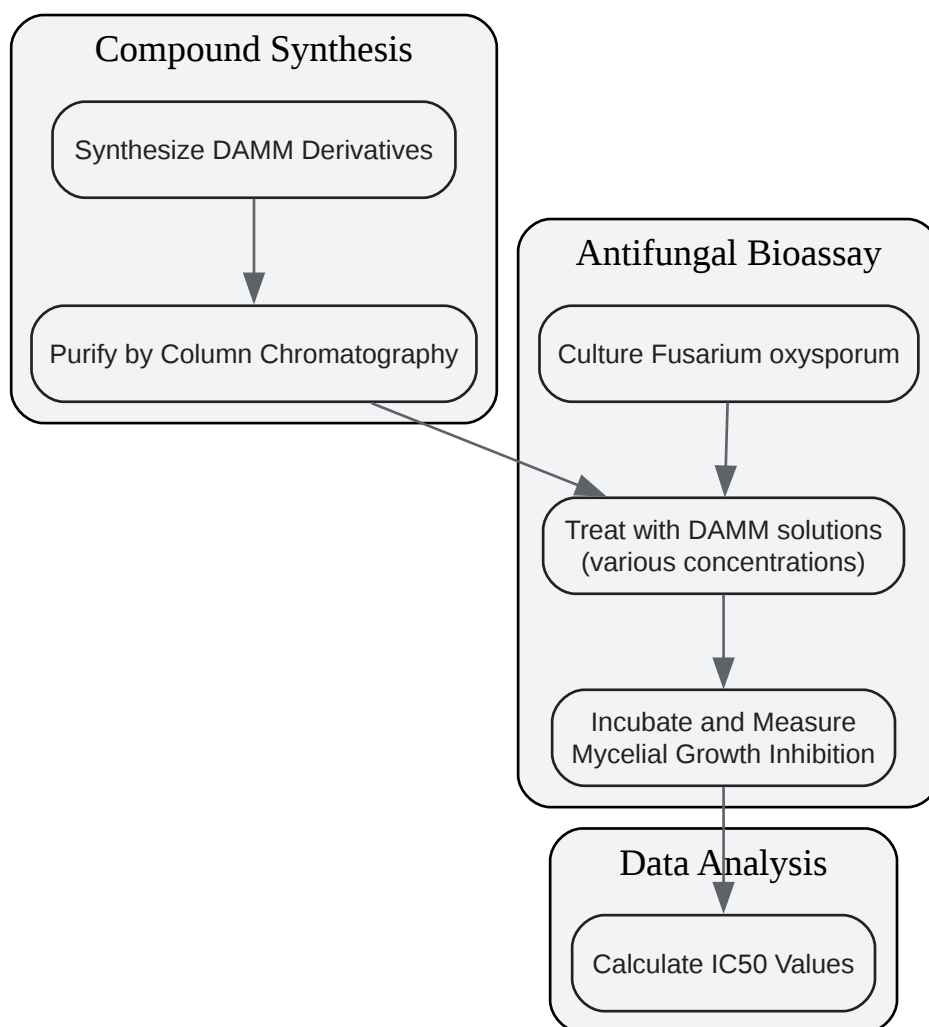 Compound Synthesis
Synthesize DAMM Derivatives
Purify by Column Chromatography
Antifungal Bioassay
Culture Fusarium oxysporum
Treat with DAMM solutions
(various concentrations)
Incubate and Measure
Mycelial Growth Inhibition
Data Analysis
Calculate IC50 Values